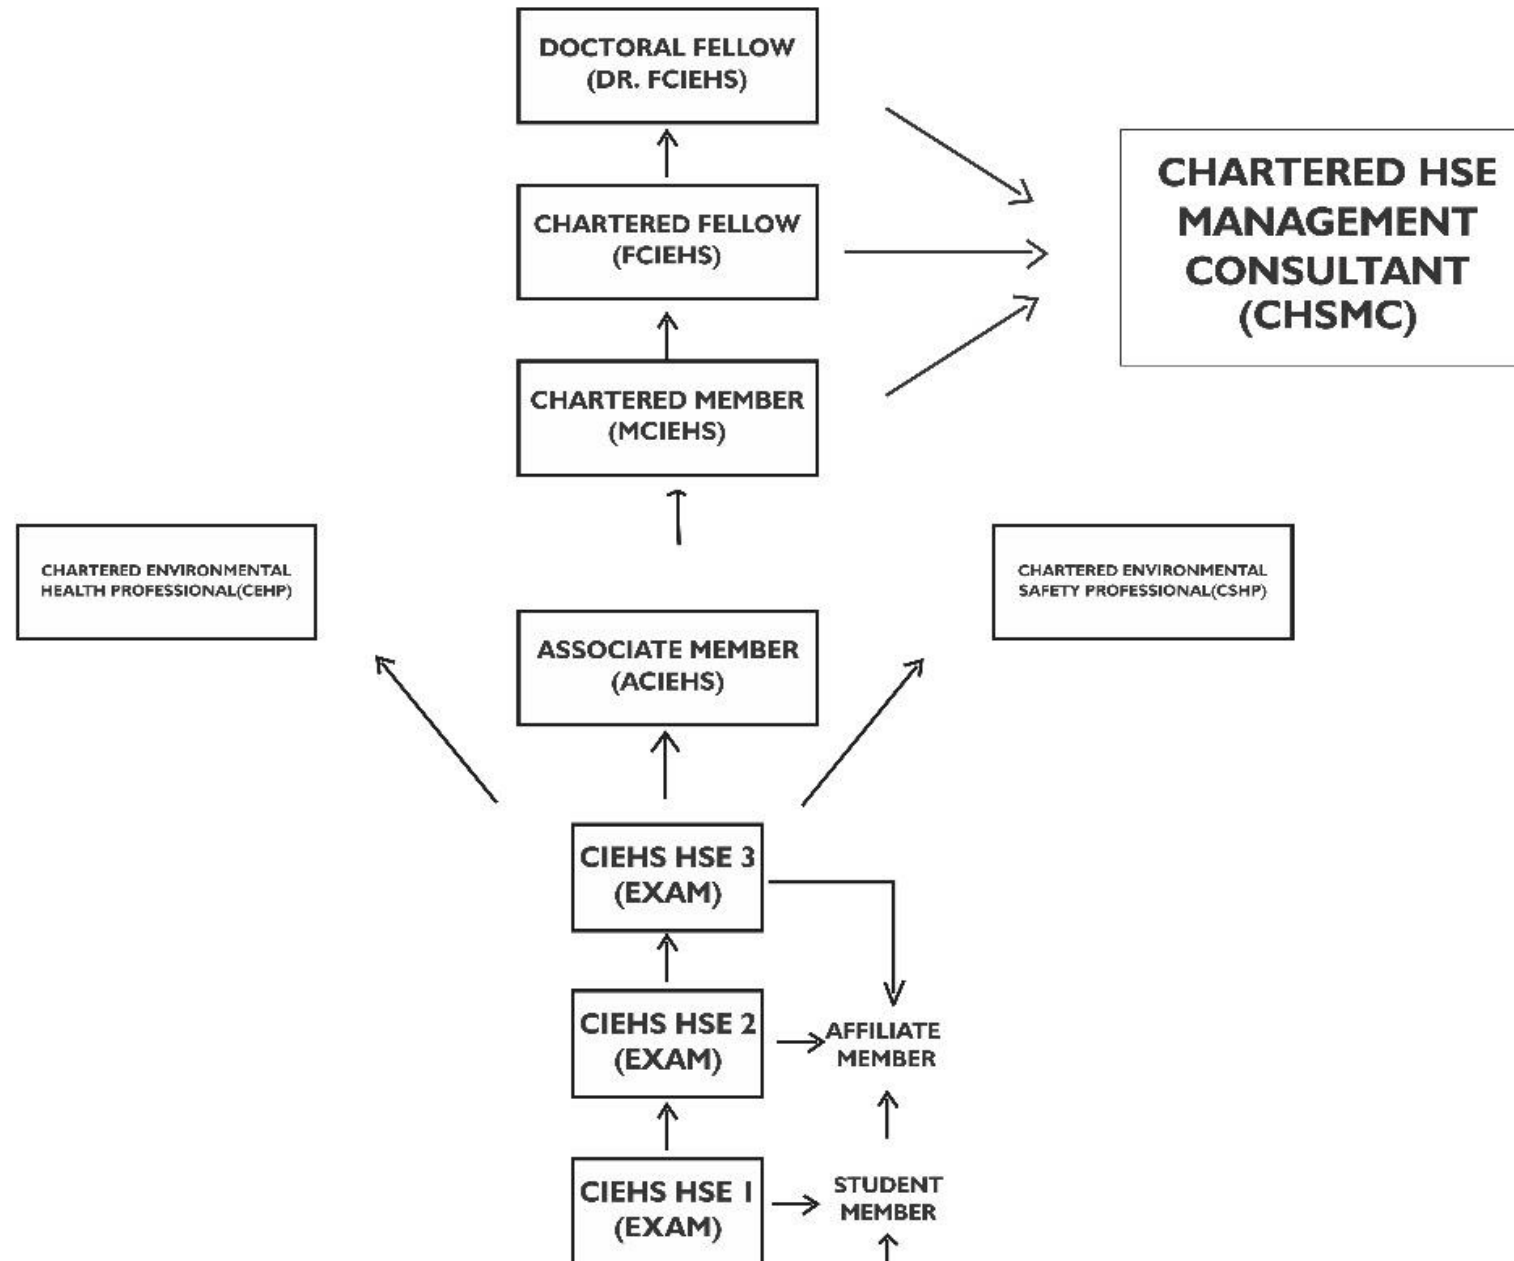 DOCTORAL FELLOW
(DR. FCIEHS)
CHARTERED HSE
MANAGEMENT
CONSULTANT
(CHSMC)
CHARTERED FELLOW
(FCIEHS)
CHARTERED MEMBER
(MCIEHS)
CHARTERED ENVIRONMENTAL
HEALTH PROFESSIONAL(CEHP)
CHARTERED ENVIRONMENTAL
SAFETY PROFESSIONAL(CSHP)
ASSOCIATE MEMBER
(ACIEHS)
CIEHS HSE 3
(EXAM)
CIEHS HSE 2
(EXAM)
AFFILIATE
MEMBER
CIEHS HSE 1
(EXAM)
STUDENT
MEMBER